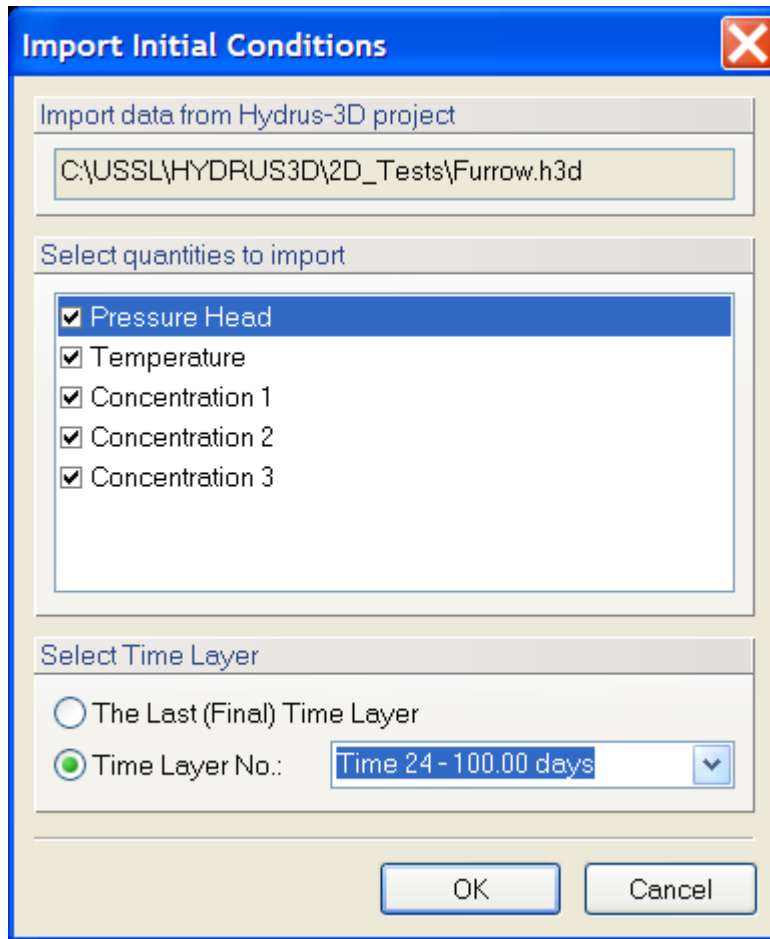 Import Initial Conditions
Import data from Hydrus-3D project
C:\USSL\HYDRUS3D\2D_Tests\Furrow.h3d
Select quantities to import
Pressure Head
Temperature
Concentration 1
Concentration 2
Concentration 3
Select Time Layer
The Last (Final) Time Layer
Time Layer No.: Time 24 - 100.00 days
OK Cancel